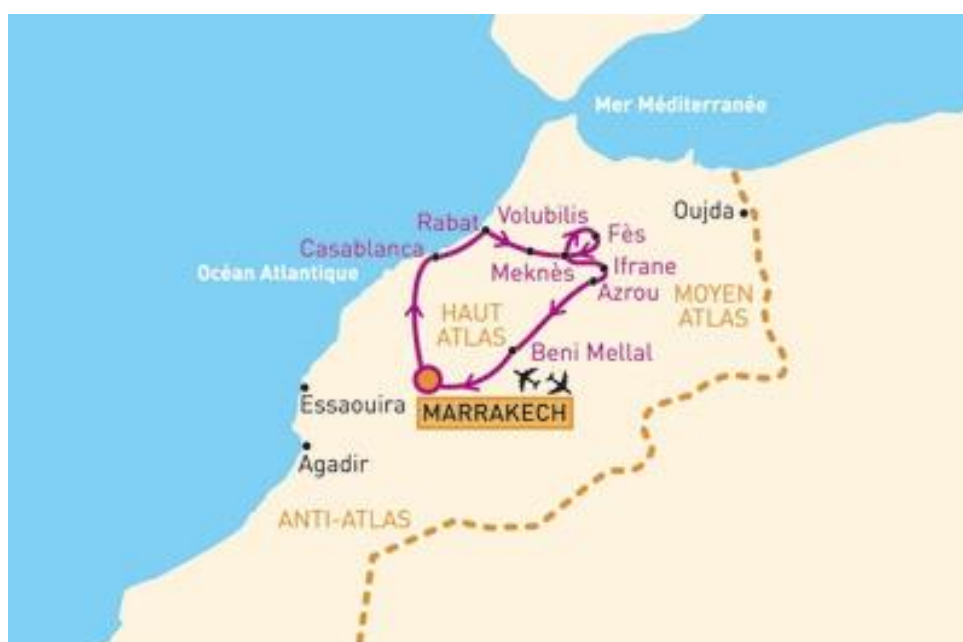 Mer Méditerranée
Oujda
Volubilis
Rabat
Fès
Casablanca
Meknès
Ifrane
Océan Atlantique
Azrou
MOYEN
ATLAS
HAUT
ATLAS
Beni Mellal
Essaouira
MARRAKECH
Agadir
ANTI-ATLAS